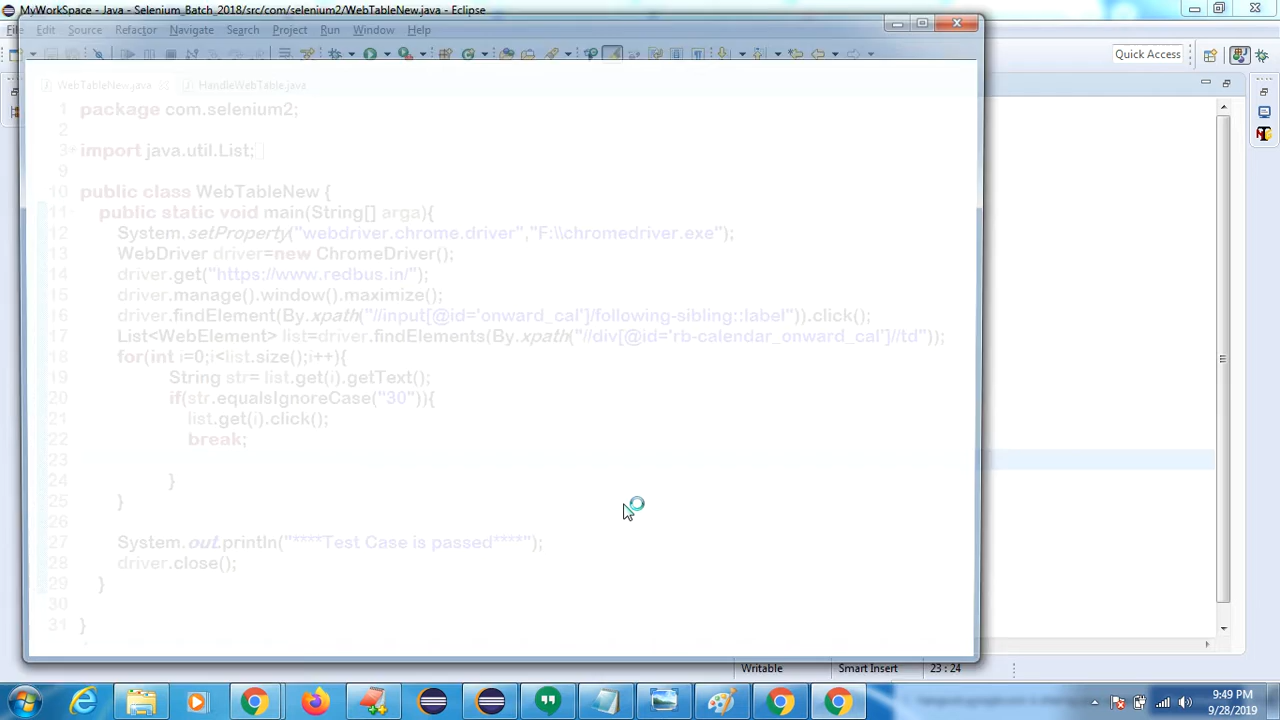 MyWorkSpace - Java - Selenium_Batch_2018/src/com/selenium2/WebTableNew.java - Eclipse
File Edit Source Refactor Navigate Search Project Run Window Help
Quick Access
WebTableNew.java HandleWebTable.java
1 package com.selenium2;
2
3 import java.util.List;
9
10 public class WebTableNew {
11 public static void main(String[] arga){
12 System.setProperty("webdriver.chrome.driver","F:\\chromedriver.exe");
13 WebDriver driver=new ChromeDriver();
14 driver.get("https://www.redbus.in/");
15 driver.manage().window().maximize();
16 driver.findElement(By.xpath("//input[@id='onward_cal']/following-sibling::label")).click();
17 List<WebElement> list=driver.findElements(By.xpath("//div[@id='rb-calendar_onward_cal']//td"));
18 for(int i=0;i<list.size();i++){
19 String str= list.get(i).getText();
20 if(str.equalsIgnoreCase("30")){
21 list.get(i).click();
22 break;
23
24 }
25 }
26
27 System.out.println("****Test Case is passed****");
28 driver.close();
29 }
30
31 }
Writable Smart Insert 23 : 24
9:49 PM
9/28/2019